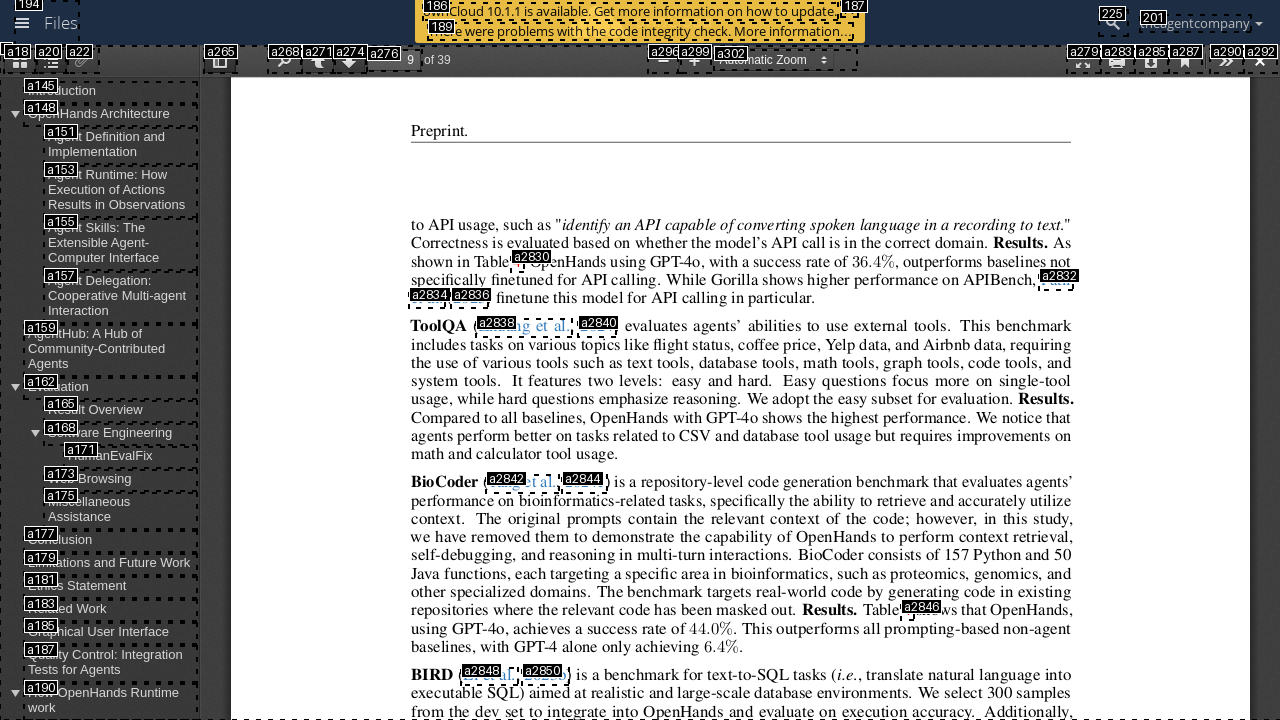 194
Files
186
ownCloud 10.1.1 is available. Get more information on how to update.
187
189
There were problems with the code integrity check. More information...
225
201
theagentcompany
a18
a20
a22
a265
a268
a271
a274
a276
9 of 39
a296
a299
a302
Automatic Zoom
a279
a283
a285
a287
a290
a292
a145
Introduction
a148
OpenHands Architecture
a151
Agent Definition and
Implementation
a153
Agent Runtime: How
Execution of Actions
Results in Observations
a155
Agent Skills: The
Extensible Agent-
Computer Interface
a157
Agent Delegation:
Cooperative Multi-agent
Interaction
a159
AgentHub: A Hub of
Community-Contributed
Agents
a162
Evaluation
a165
Result Overview
a168
Software Engineering
a171
HumanEvalFix
a173
Web Browsing
a175
Miscellaneous
Assistance
a177
Conclusion
a179
Limitations and Future Work
a181
Ethics Statement
a183
Related Work
a185
Graphical User Interface
a187
Quality Control: Integration
Tests for Agents
a190
OpenHands Runtime
work
Preprint.
to API usage, such as "identify an API capable of converting spoken language in a recording to text."
Correctness is evaluated based on whether the model's API call is in the correct domain. Results. As
shown in Table a2830 OpenHands using GPT-4o, with a success rate of 36.4%, outperforms baselines not
specifically finetuned for API calling. While Gorilla shows higher performance on APIBench, a2832
a2834 a2836 finetune this model for API calling in particular.
ToolQA ( a2838 et al., a2840 evaluates agents' abilities to use external tools. This benchmark
includes tasks on various topics like flight status, coffee price, Yelp data, and Airbnb data, requiring
the use of various tools such as text tools, database tools, math tools, graph tools, code tools, and
system tools. It features two levels: easy and hard. Easy questions focus more on single-tool
usage, while hard questions emphasize reasoning. We adopt the easy subset for evaluation. Results.
Compared to all baselines, OpenHands with GPT-4o shows the highest performance. We notice that
agents perform better on tasks related to CSV and database tool usage but requires improvements on
math and calculator tool usage.
BioCoder ( a2842 et al., a2844 ) is a repository-level code generation benchmark that evaluates agents'
performance on bioinformatics-related tasks, specifically the ability to retrieve and accurately utilize
context. The original prompts contain the relevant context of the code; however, in this study,
we have removed them to demonstrate the capability of OpenHands to perform context retrieval,
self-debugging, and reasoning in multi-turn interactions. BioCoder consists of 157 Python and 50
Java functions, each targeting a specific area in bioinformatics, such as proteomics, genomics, and
other specialized domains. The benchmark targets real-world code by generating code in existing
repositories where the relevant code has been masked out. Results. Table a2846 shows that OpenHands,
using GPT-4o, achieves a success rate of 44.0%. This outperforms all prompting-based non-agent
baselines, with GPT-4 alone only achieving 6.4%.
BIRD ( a2848 a2850 ) is a benchmark for text-to-SQL tasks (i.e., translate natural language into
executable SQL) aimed at realistic and large-scale database environments. We select 300 samples
from the dev set to integrate into OpenHands and evaluate on execution accuracy. Additionally,